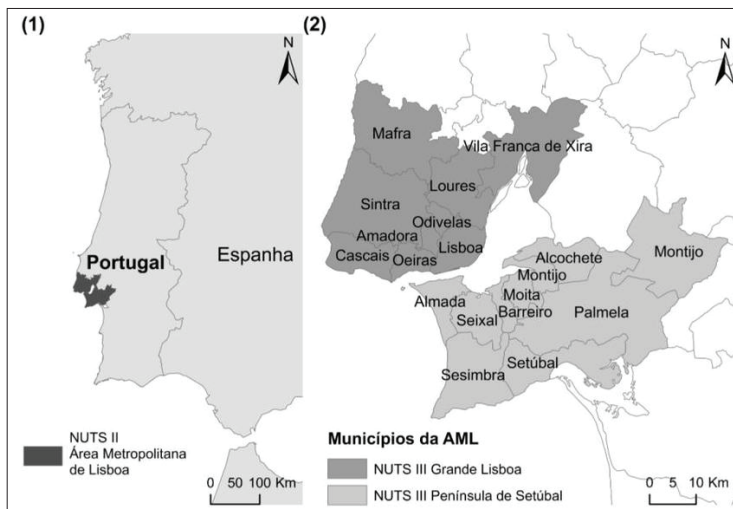 (1)
N
Portugal
Espanha
NUTS II
Área Metropolitana
de Lisboa
0 50 100 Km
(2)
N
Mafra
Vila Franca de Xira
Loures
Sintra
Odivelas
Amadora
Lisboa
Cascais
Oeiras
Montijo
Alcochete
Montijo
Almada
Moita
Barreiro
Seixal
Palmela
Setúbal
Sesimbra
Municípios da AML
NUTS III Grande Lisboa
NUTS III Península de Setúbal
0 5 10 Km